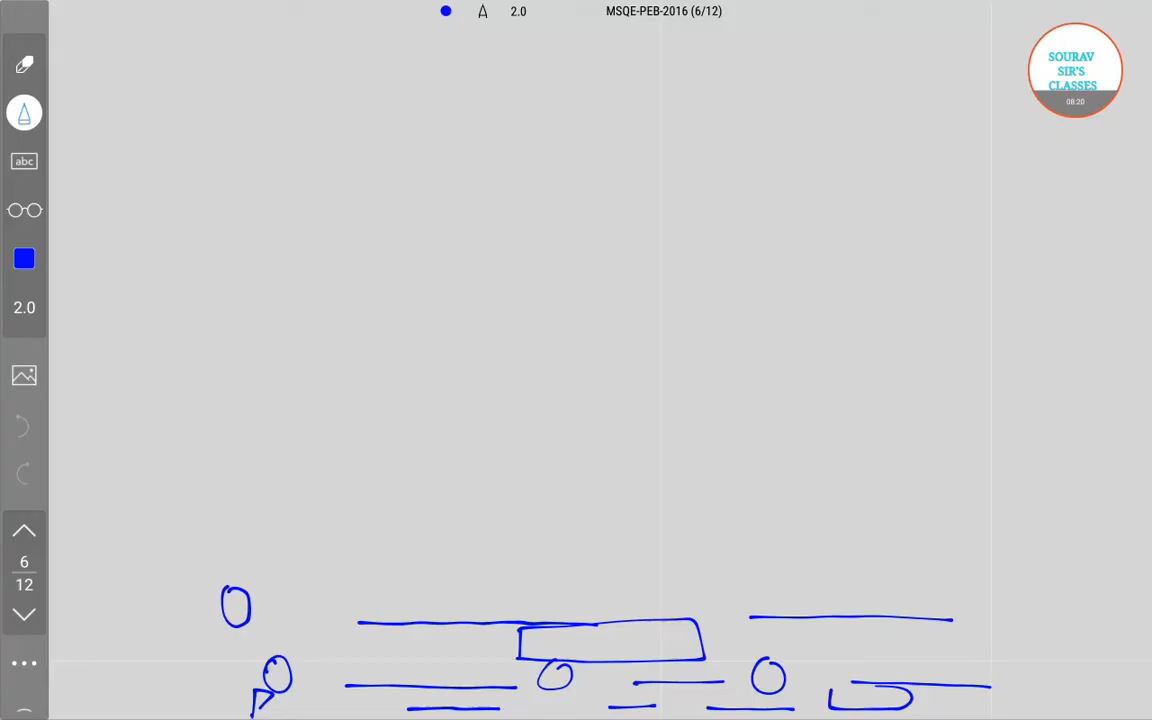 2.0 MSQE-PEB-2016 (6/12)
SOURAV
SIR'S
CLASSES
08:20
abc
2.0
6
12